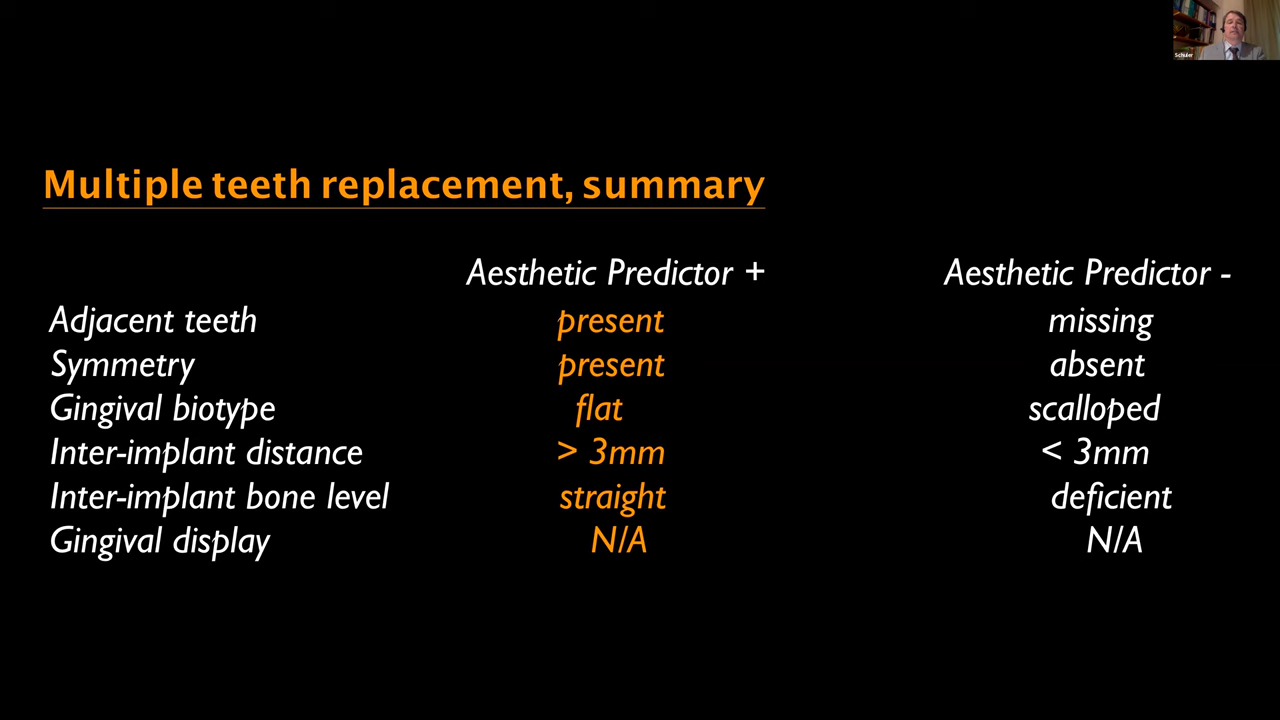 Schuler
Multiple teeth replacement, summary
Aesthetic Predictor + Aesthetic Predictor -
Adjacent teeth present missing
Symmetry present absent
Gingival biotype flat scalloped
Inter-implant distance > 3mm < 3mm
Inter-implant bone level straight deficient
Gingival display N/A N/A